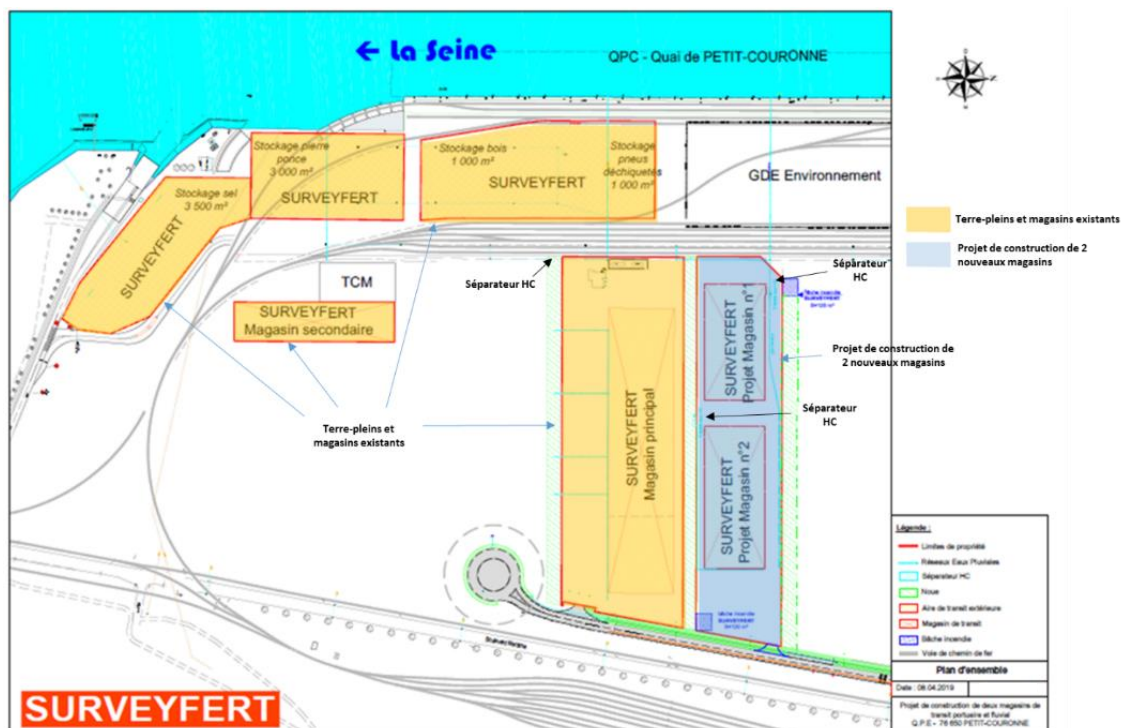 ← La Seine
QPC - Quai de PETIT-COURONNE
Stockage pierre
ponce
3 000 m³
SURVEYFERT
Stockage bois
1 000 m³
SURVEYFERT
Stockage
pneus
déchiquetés
1 000 m³
GDE Environnement
Stockage sel
3 500 m³
SURVEYFERT
Terre-pleins et magasins existants
Projet de construction de 2
nouveaux magasins
TCM
SURVEYFERT
Magasin secondaire
Séparateur HC
Séparateur
HC
SURVEYFERT
Projet Magasin n°1
Projet de construction de
2 nouveaux magasins
Séparateur
HC
Terre-pleins et
magasins existants
SURVEYFERT
Magasin principal
SURVEYFERT
Projet Magasin n°2
Légende :
Limites de propriété
Réseaux Eaux Pluviales
Séparateur HC
Noue
Aire de transit extérieure
Magasin de transit
Bâche incendie
Voie de chemin de fer
Plan d'ensemble
Date : 08.04.2019
Projet de construction de deux magasins de
transit portuaire et fluvial
Q.P.E - 76 650 PETIT-COURONNE
SURVEYFERT